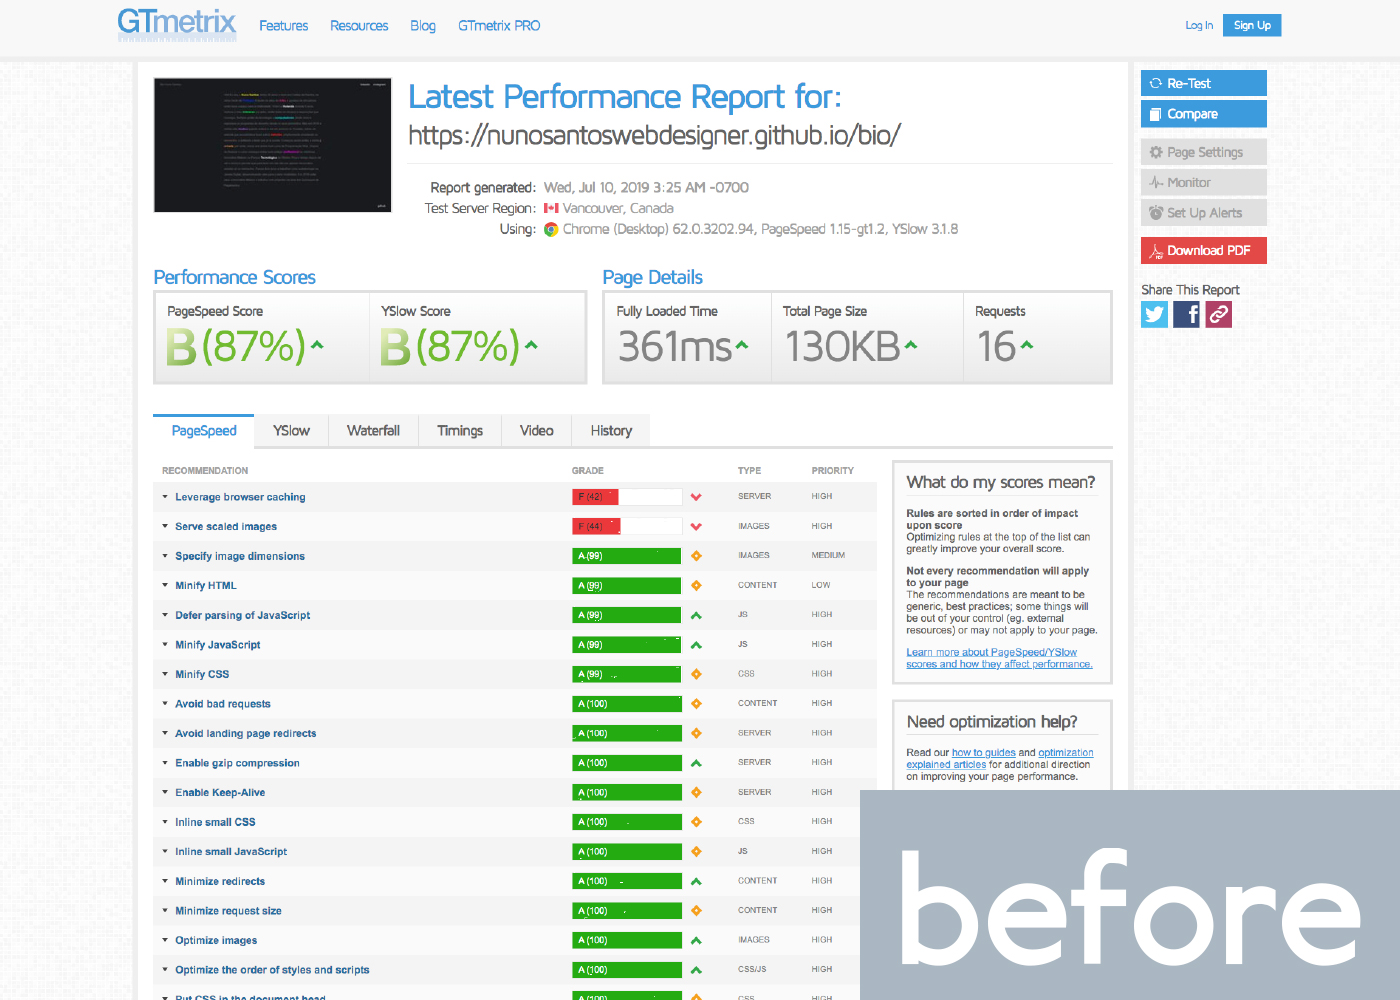 GTmetrix
Features Resources Blog GTmetrix PRO
Log In Sign Up
Latest Performance Report for:
https://nunosantoswebdesigner.github.io/bio/
Report generated: Wed, Jul 10, 2019 3:25 AM -0700
Test Server Region: Vancouver, Canada
Using: Chrome (Desktop) 62.0.3202.94, PageSpeed 1.15-gt1.2, YSlow 3.1.8
Re-Test
Compare
Page Settings
Monitor
Set Up Alerts
Download PDF
Share This Report
Performance Scores
PageSpeed Score
B (87%)
YSlow Score
B (87%)
Page Details
Fully Loaded Time
361ms
Total Page Size
130KB
Requests
16
PageSpeed YSlow Waterfall Timings Video History
RECOMMENDATION GRADE TYPE PRIORITY
Leverage browser caching F (42) SERVER HIGH
Serve scaled images F (44) IMAGES HIGH
Specify image dimensions A (99) IMAGES MEDIUM
Minify HTML A (99) CONTENT LOW
Defer parsing of JavaScript A (99) JS HIGH
Minify JavaScript A (99) JS HIGH
Minify CSS A (99) CSS HIGH
Avoid bad requests A (100) CONTENT HIGH
Avoid landing page redirects A (100) SERVER HIGH
Enable gzip compression A (100) SERVER HIGH
Enable Keep-Alive A (100) SERVER HIGH
Inline small CSS A (100) CSS HIGH
Inline small JavaScript A (100) JS HIGH
Minimize redirects A (100) CONTENT HIGH
Minimize request size A (100) CONTENT HIGH
Optimize images A (100) IMAGES HIGH
Optimize the order of styles and scripts A (100) CSS/JS HIGH
Put CSS in the document head A (100) CSS HIGH
What do my scores mean?
Rules are sorted in order of impact
upon score
Optimizing rules at the top of the list can
greatly improve your overall score.
Not every recommendation will apply
to your page
The recommendations are meant to be
generic, best practices; some things will
be out of your control (eg. external
resources) or may not apply to your page.
Learn more about PageSpeed/YSlow
scores and how they affect performance.
Need optimization help?
Read our how to guides and optimization
explained articles for additional direction
on improving your page performance.
before